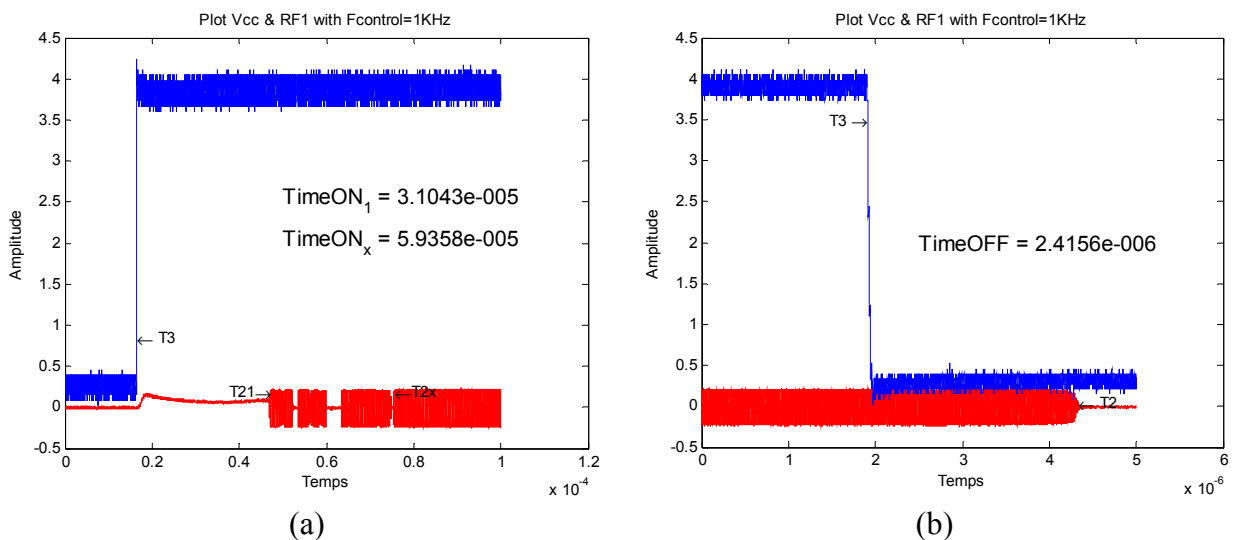 Plot Vcc & RF1 with Fcontrol=1KHz
4.5
4
3.5
3
2.5
2
1.5
1
0.5
0
-0.5
Amplitude
TimeON1 = 3.1043e-005
TimeONx = 5.9358e-005
← T3
T21→
←T2x
0 0.2 0.4 0.6 0.8 1 1.2
Temps
x 10-4
(a)
Plot Vcc & RF1 with Fcontrol=1KHz
4.5
4
3.5
3
2.5
2
1.5
1
0.5
0
-0.5
Amplitude
T3→
TimeOFF = 2.4156e-006
← T2
0 1 2 3 4 5 6
Temps
x 10-6
(b)